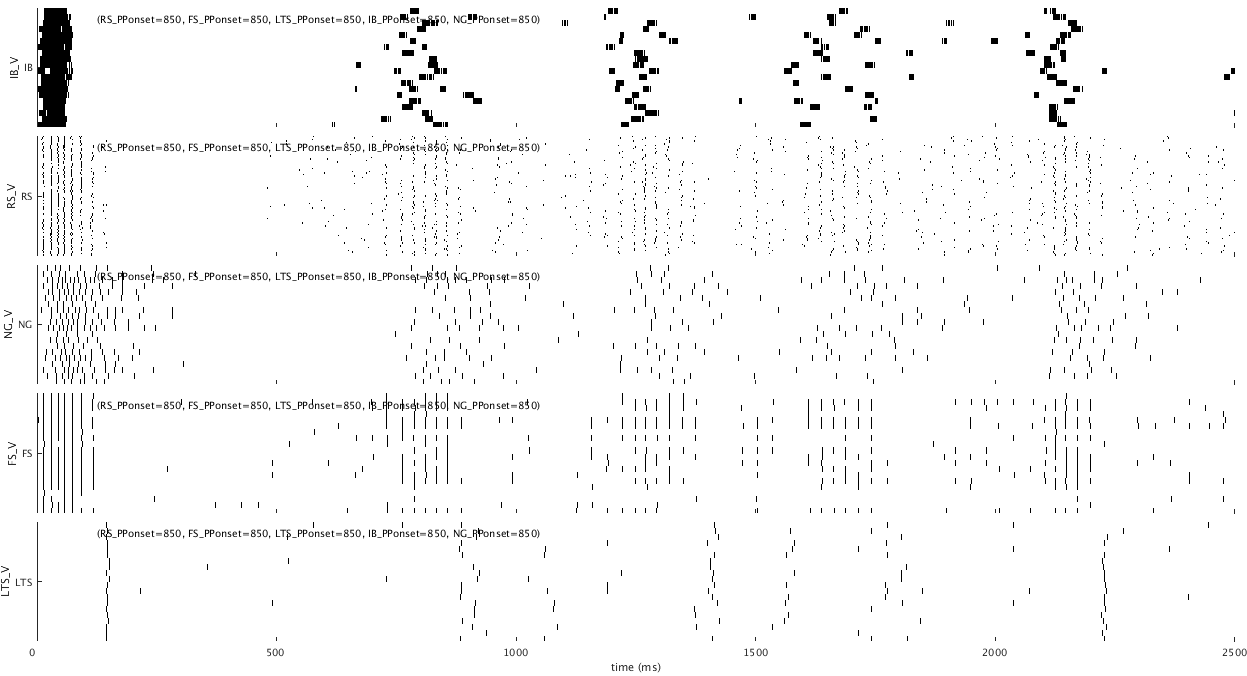 (RS_PPonset=850, FS_PPonset=850, LTS_PPonset=850, IB_PPonset=850, NG_PPonset=850)
IB_V
IB
(RS_PPonset=850, FS_PPonset=850, LTS_PPonset=850, IB_PPonset=850, NG_PPonset=850)
RS_V
RS
(RS_PPonset=850, FS_PPonset=850, LTS_PPonset=850, IB_PPonset=850, NG_PPonset=850)
NG_V
NG
(RS_PPonset=850, FS_PPonset=850, LTS_PPonset=850, IB_PPonset=850, NG_PPonset=850)
FS_V
FS
(RS_PPonset=850, FS_PPonset=850, LTS_PPonset=850, IB_PPonset=850, NG_PPonset=850)
LTS_V
LTS
0 500 1000 1500 2000 2500
time (ms)